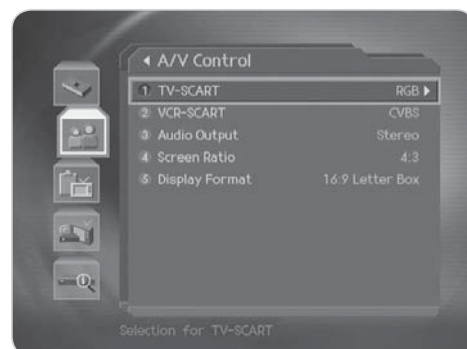 A/V Control
1 TV-SCART RGB
2 VCR-SCART CVBS
3 Audio Output Stereo
4 Screen Ratio 4:3
5 Display Format 16:9 Letter Box
Selection for TV-SCART